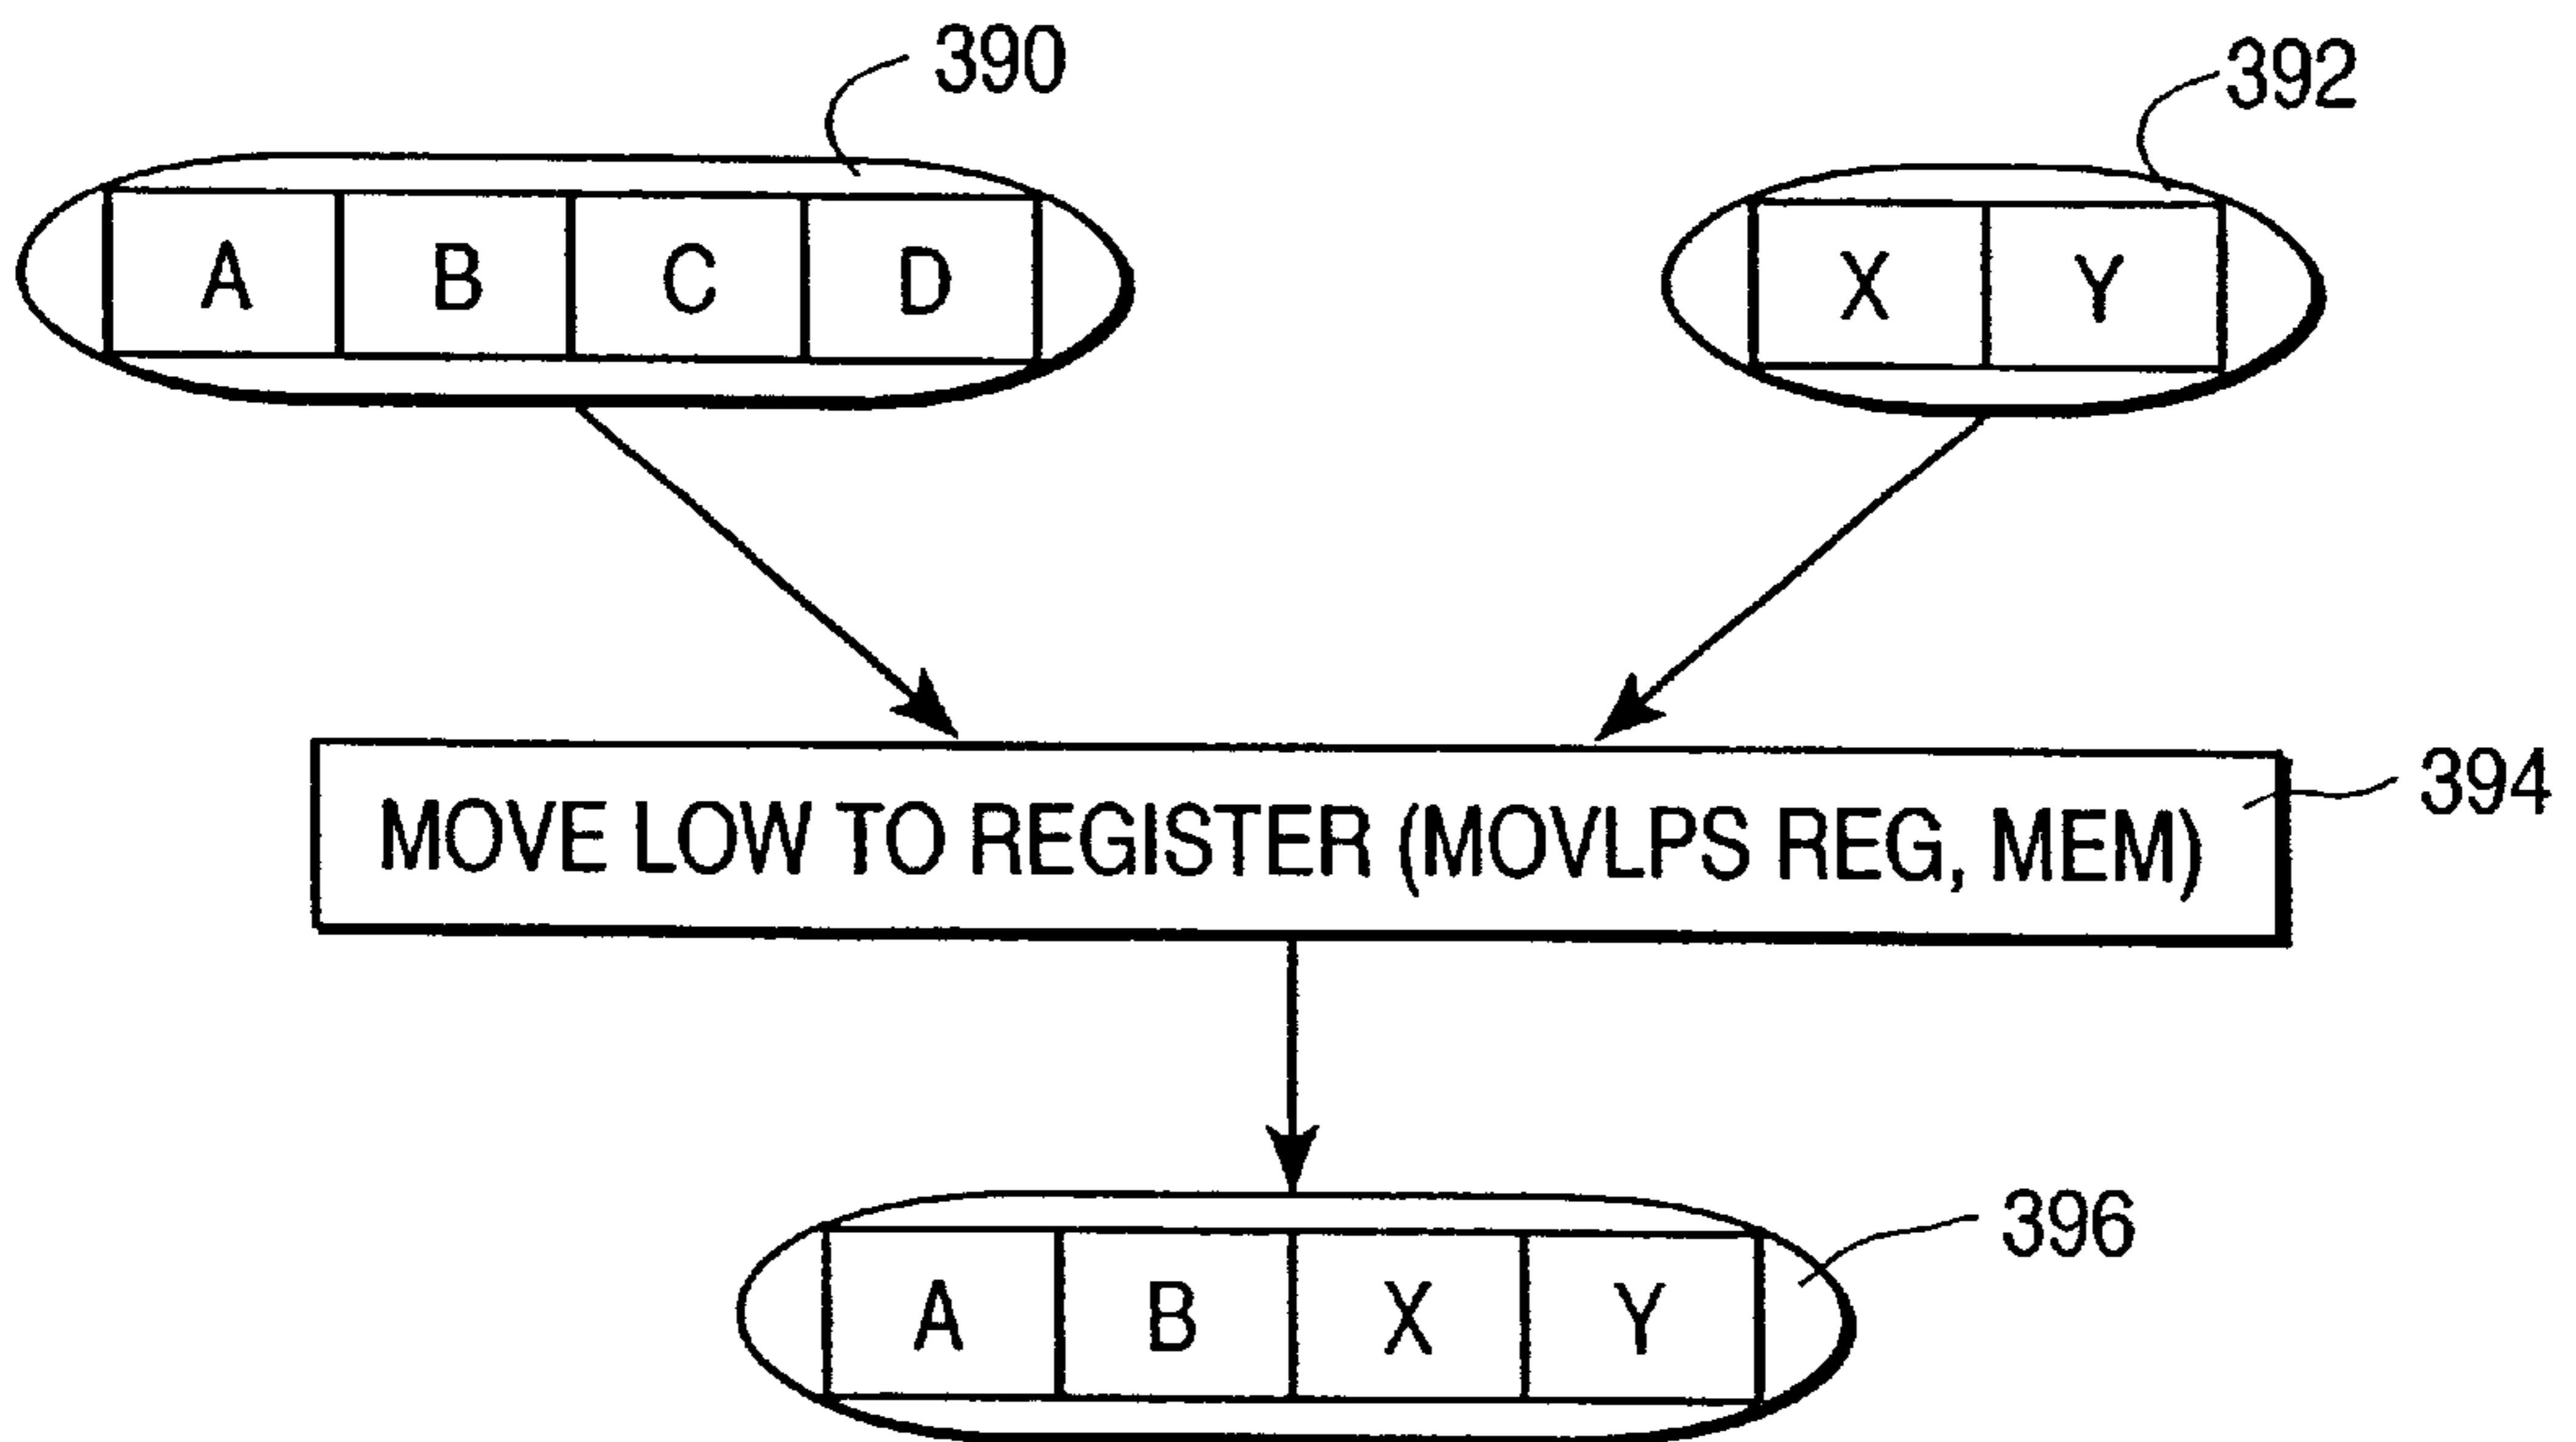 390
392
A B C D
X Y
MOVE LOW TO REGISTER (MOVLPS REG, MEM)
394
396
A B X Y